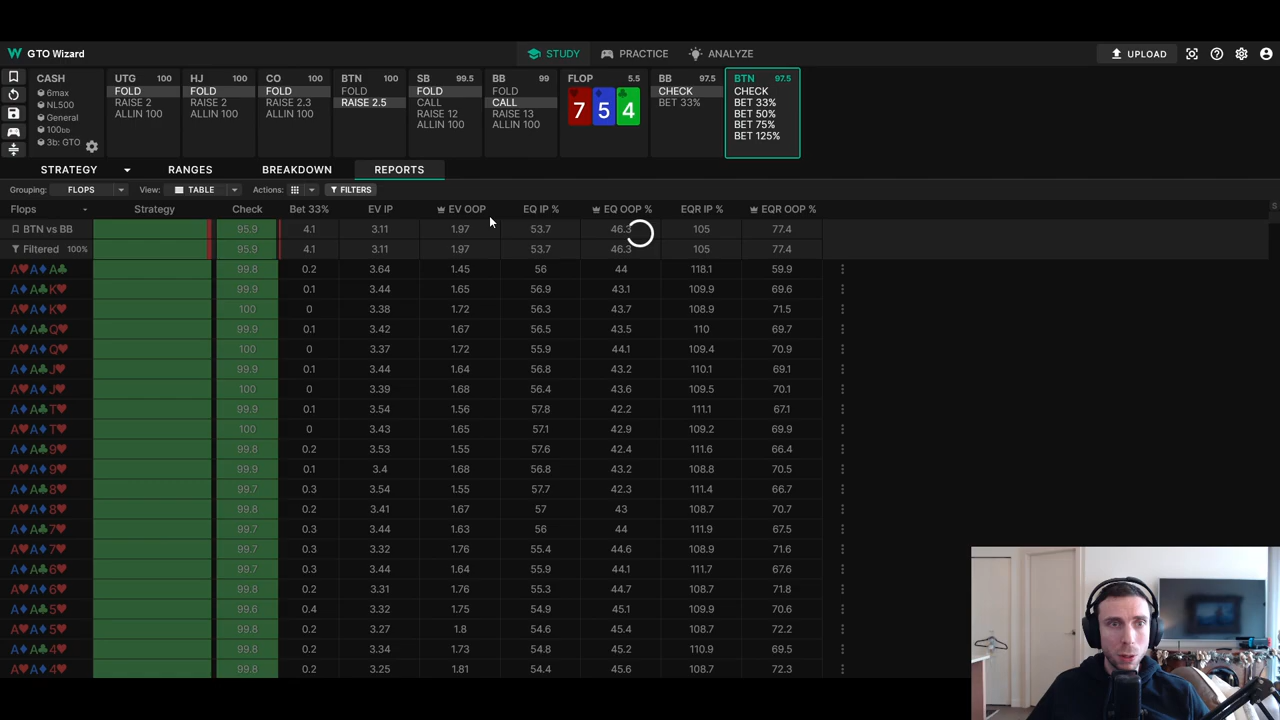 GTO Wizard
STUDY PRACTICE ANALYZE
UPLOAD
CASH
6max
NL500
General
100bb
3b: GTO
UTG 100
FOLD
RAISE 2
ALLIN 100
HJ 100
FOLD
RAISE 2
ALLIN 100
CO 100
FOLD
RAISE 2.3
ALLIN 100
BTN 100
FOLD
RAISE 2.5
SB 99.5
FOLD
CALL
RAISE 12
ALLIN 100
BB 99
FOLD
CALL
RAISE 13
ALLIN 100
FLOP 5.5
7 5 4
BB 97.5
CHECK
BET 33%
BTN 97.5
CHECK
BET 33%
BET 50%
BET 75%
BET 125%
STRATEGY RANGES BREAKDOWN REPORTS
Grouping: FLOPS View: TABLE Actions: FILTERS
Flops Strategy Check Bet 33% EV IP EV OOP EQ IP % EQ OOP % EQR IP % EQR OOP % S
BTN vs BB 95.9 4.1 3.11 1.97 53.7 46.3 105 77.4
Filtered 100% 95.9 4.1 3.11 1.97 53.7 46.3 105 77.4
A♥A♦A♣ 99.8 0.2 3.64 1.45 56 44 118.1 59.9
A♦A♣K♥ 99.9 0.1 3.44 1.65 56.9 43.1 109.9 69.6
A♥A♦K♥ 100 0 3.38 1.72 56.3 43.7 108.9 71.5
A♦A♣Q♥ 99.9 0.1 3.42 1.67 56.5 43.5 110 69.7
A♥A♦Q♥ 100 0 3.37 1.72 55.9 44.1 109.4 70.9
A♦A♣J♥ 99.9 0.1 3.44 1.64 56.8 43.2 110.1 69.1
A♥A♦J♥ 100 0 3.39 1.68 56.4 43.6 109.5 70.1
A♦A♣T♥ 99.9 0.1 3.54 1.56 57.8 42.2 111.1 67.1
A♥A♦T♥ 100 0 3.43 1.65 57.1 42.9 109.2 69.9
A♦A♣9♥ 99.8 0.2 3.53 1.55 57.6 42.4 111.6 66.4
A♥A♦9♥ 99.9 0.1 3.4 1.68 56.8 43.2 108.8 70.5
A♦A♣8♥ 99.7 0.3 3.54 1.55 57.7 42.3 111.4 66.7
A♥A♦8♥ 99.8 0.2 3.41 1.67 57 43 108.7 70.7
A♦A♣7♥ 99.7 0.3 3.44 1.63 56 44 111.9 67.5
A♥A♦7♥ 99.7 0.3 3.32 1.76 55.4 44.6 108.9 71.6
A♦A♣6♥ 99.7 0.3 3.44 1.64 55.9 44.1 111.7 68.1
A♥A♦6♥ 99.8 0.2 3.31 1.76 55.3 44.7 108.7 71.8
A♦A♣5♥ 99.6 0.4 3.32 1.75 54.9 45.1 109.9 70.6
A♥A♦5♥ 99.8 0.2 3.27 1.8 54.6 45.4 108.7 72.2
A♦A♣4♥ 99.8 0.2 3.34 1.73 54.8 45.2 110.9 69.5
A♥A♦4♥ 99.8 0.2 3.25 1.81 54.4 45.6 108.7 72.3